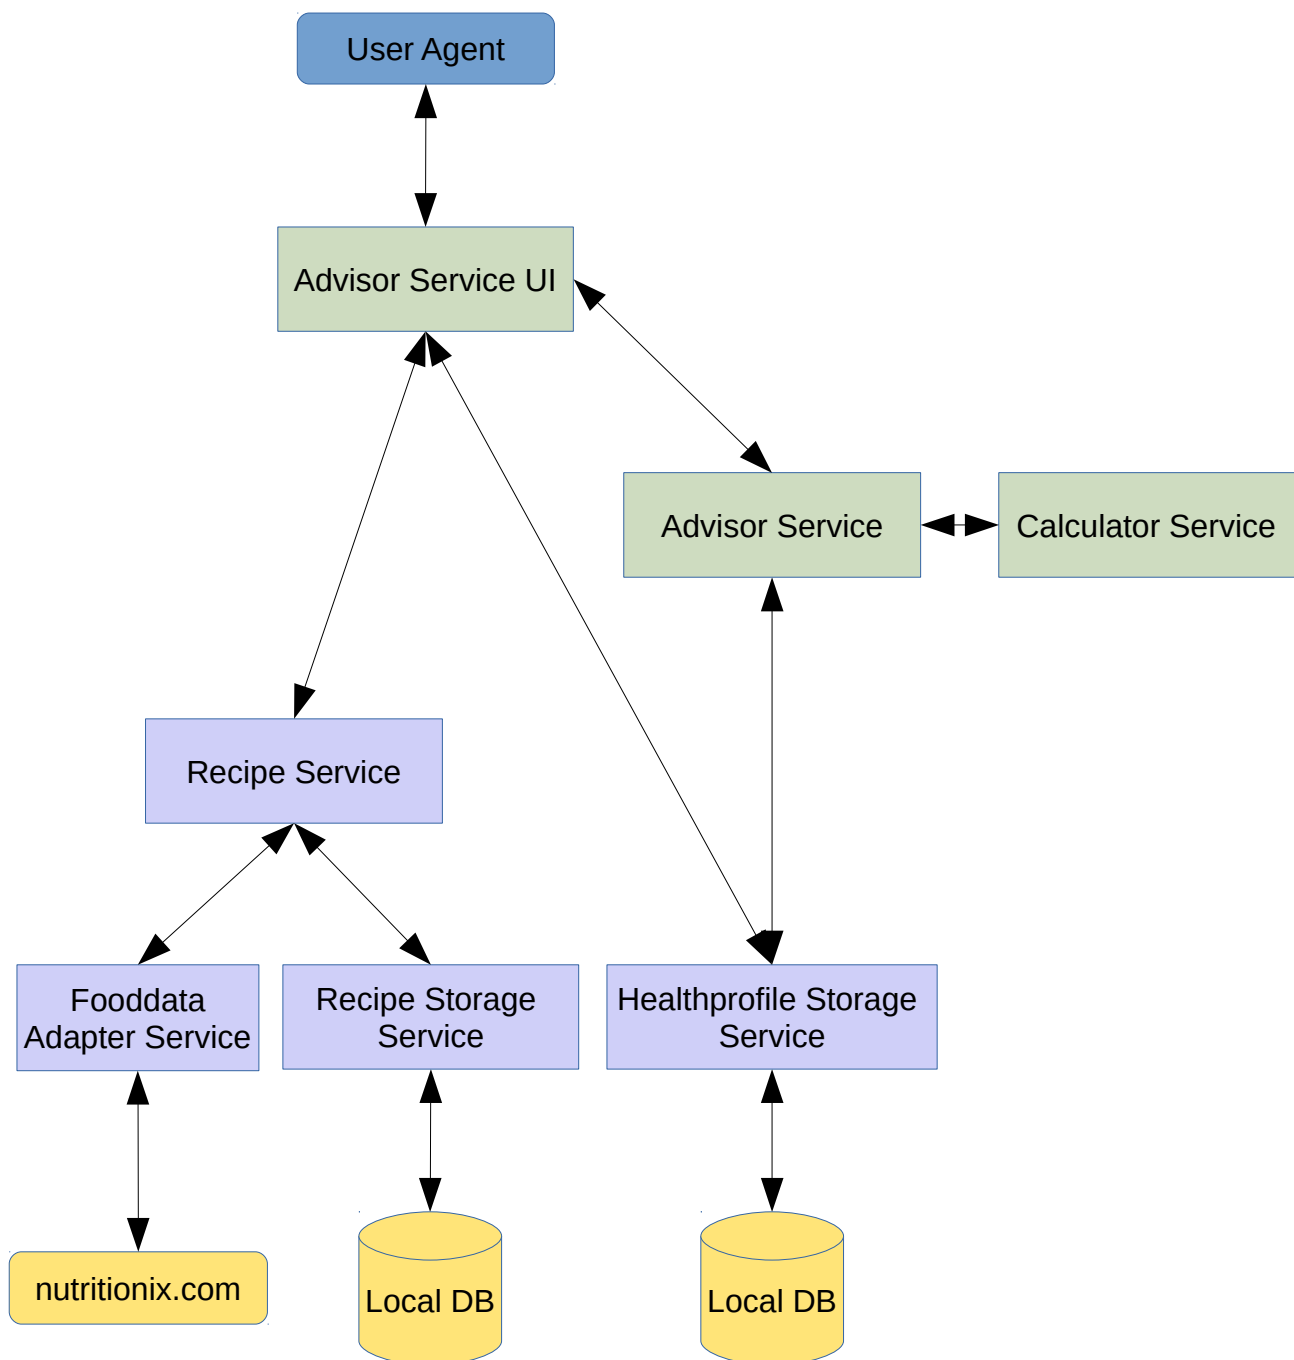 User Agent
Advisor Service UI
Advisor Service
Calculator Service
Recipe Service
Fooddata
Adapter Service
Recipe Storage
Service
Healthprofile Storage
Service
nutritionix.com
Local DB
Local DB